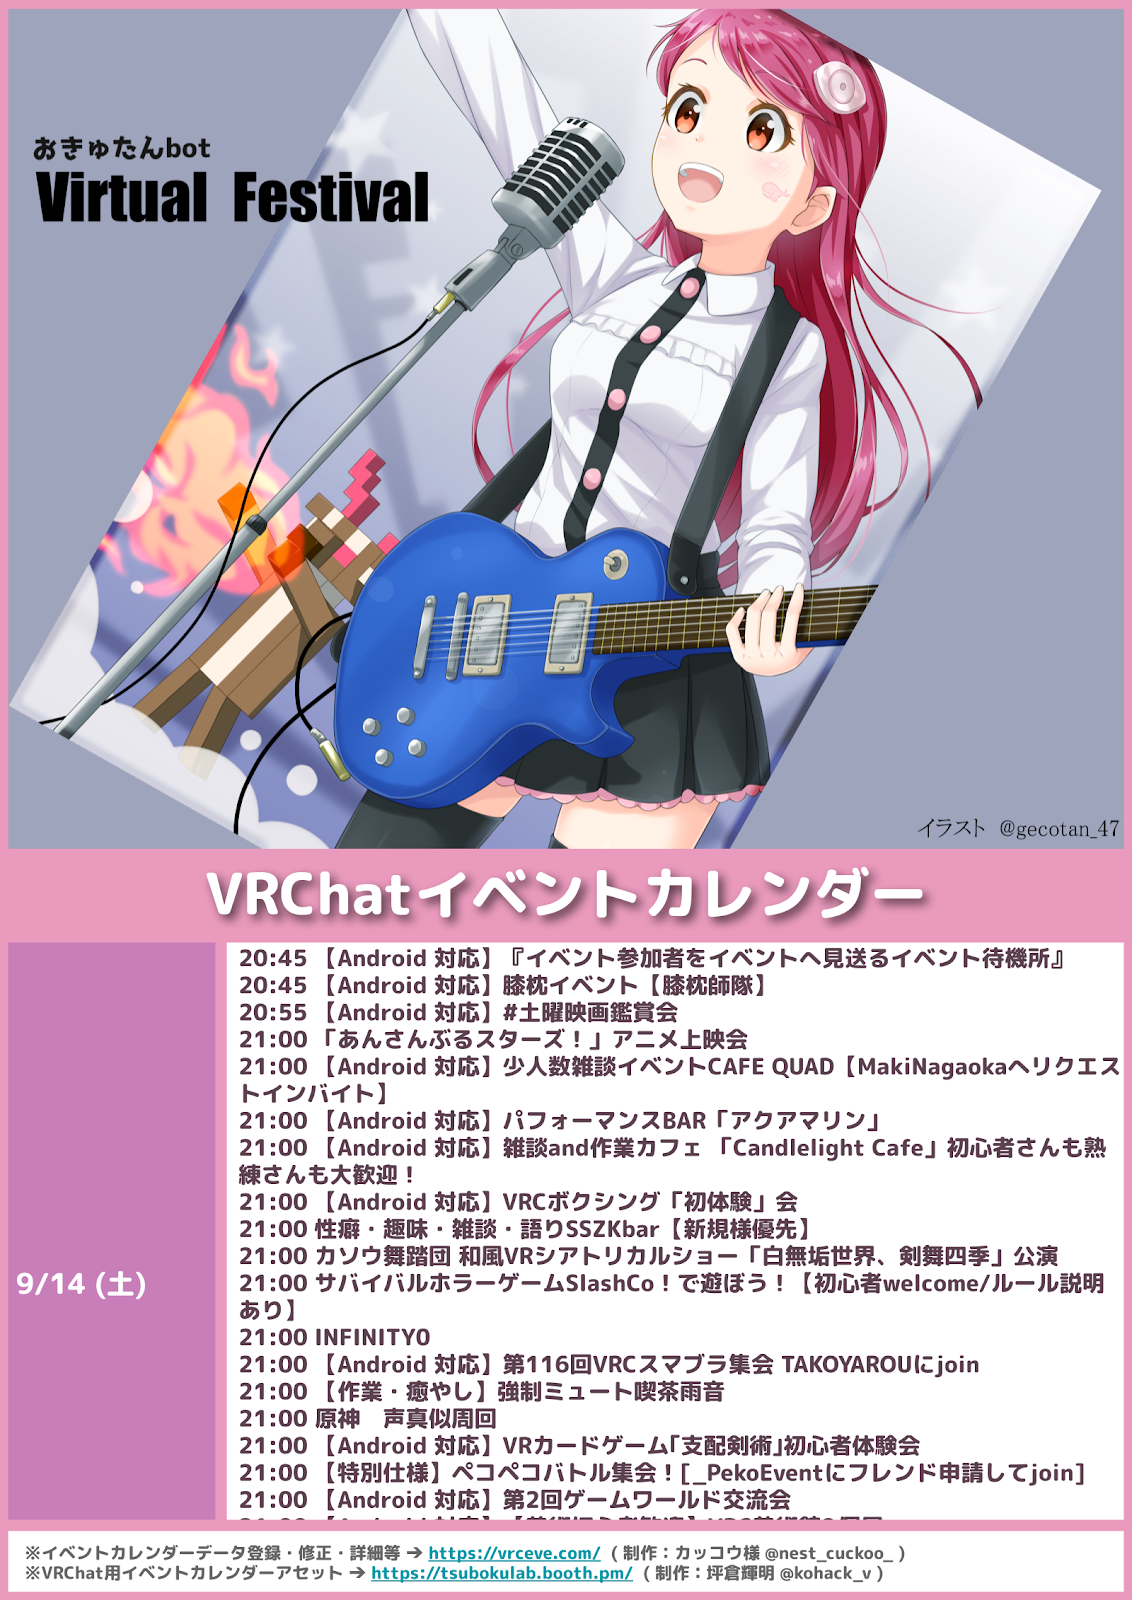 おきゅたんbot
Virtual Festival
イラスト @gecotan_47
VRChatイベントカレンダー
9/14 (土)
20:45 【Android 対応】『イベント参加者をイベントへ見送るイベント待機所』
20:45 【Android 対応】膝枕イベント【膝枕師隊】
20:55 【Android 対応】#土曜映画鑑賞会
21:00 「あんさんぶるスターズ！」アニメ上映会
21:00 【Android 対応】少人数雑談イベントCAFE QUAD【MakiNagaokaへリクエス
トインバイト】
21:00 【Android 対応】パフォーマンスBAR「アクアマリン」
21:00 【Android 対応】雑談and作業カフェ 「Candlelight Cafe」初心者さんも熟
練さんも大歓迎！
21:00 【Android 対応】VRCボクシング「初体験」会
21:00 性癖・趣味・雑談・語りSSZKbar【新規様優先】
21:00 カソウ舞踏団 和風VRシアトリカルショー「白無垢世界、剣舞四季」公演
21:00 サバイバルホラーゲームSlashCo！で遊ぼう！【初心者welcome/ルール説明
あり】
21:00 INFINITY0
21:00 【Android 対応】第116回VRCスマブラ集会 TAKOYAROUにjoin
21:00 【作業・癒やし】強制ミュート喫茶雨音
21:00 原神　声真似周回
21:00 【Android 対応】VRカードゲーム「支配剣術」初心者体験会
21:00 【特別仕様】ペコペコバトル集会！[_PekoEventにフレンド申請してjoin]
21:00 【Android 対応】第2回ゲームワールド交流会
※イベントカレンダーデータ登録・修正・詳細等 → https://vrceve.com/ ( 制作：カッコウ様 @nest_cuckoo_ )
※VRChat用イベントカレンダーアセット → https://tsubokulab.booth.pm/ ( 制作：坪倉輝明 @kohack_v )